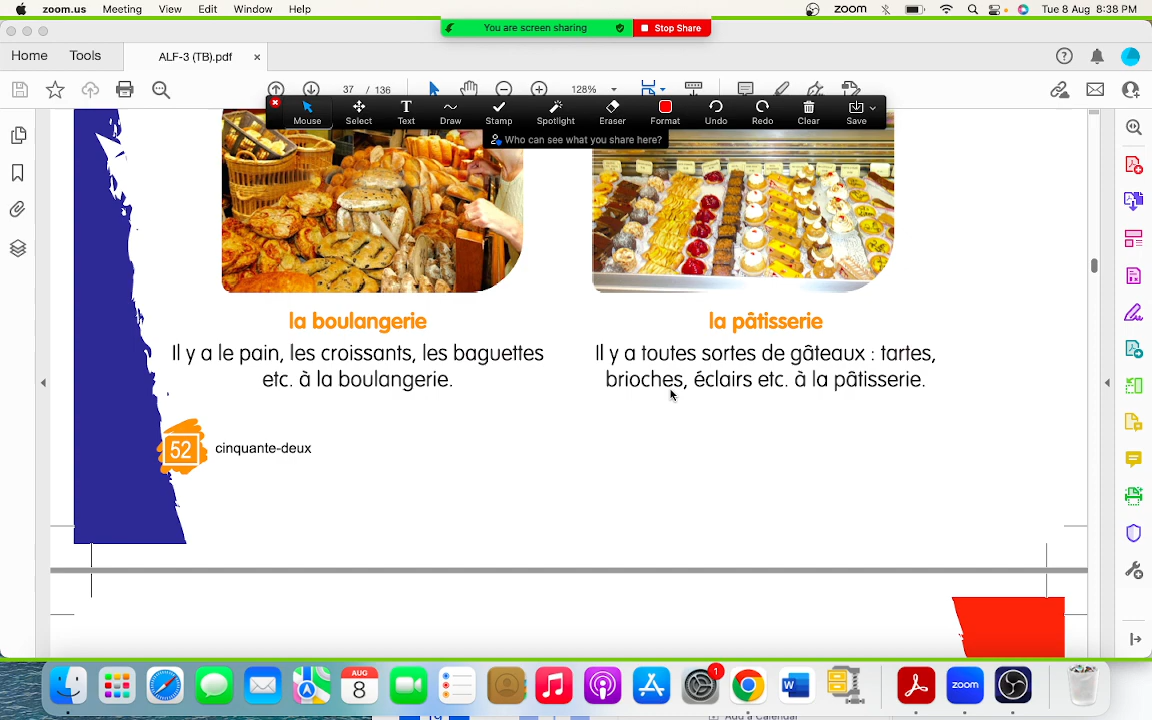 zoom.us Meeting View Edit Window Help
zoom Tue 8 Aug 8:38 PM
You are screen sharing Stop Share
Home Tools ALF-3 (TB).pdf ×
37 / 136 128%
Mouse Select Text Draw Stamp Spotlight Eraser Format Undo Redo Clear Save
Who can see what you share here?
la boulangerie
Il y a le pain, les croissants, les baguettes
etc. à la boulangerie.
la pâtisserie
Il y a toutes sortes de gâteaux : tartes,
brioches, éclairs etc. à la pâtisserie.
52 cinquante-deux
AUG
8
1
zoom
Add a Calendar